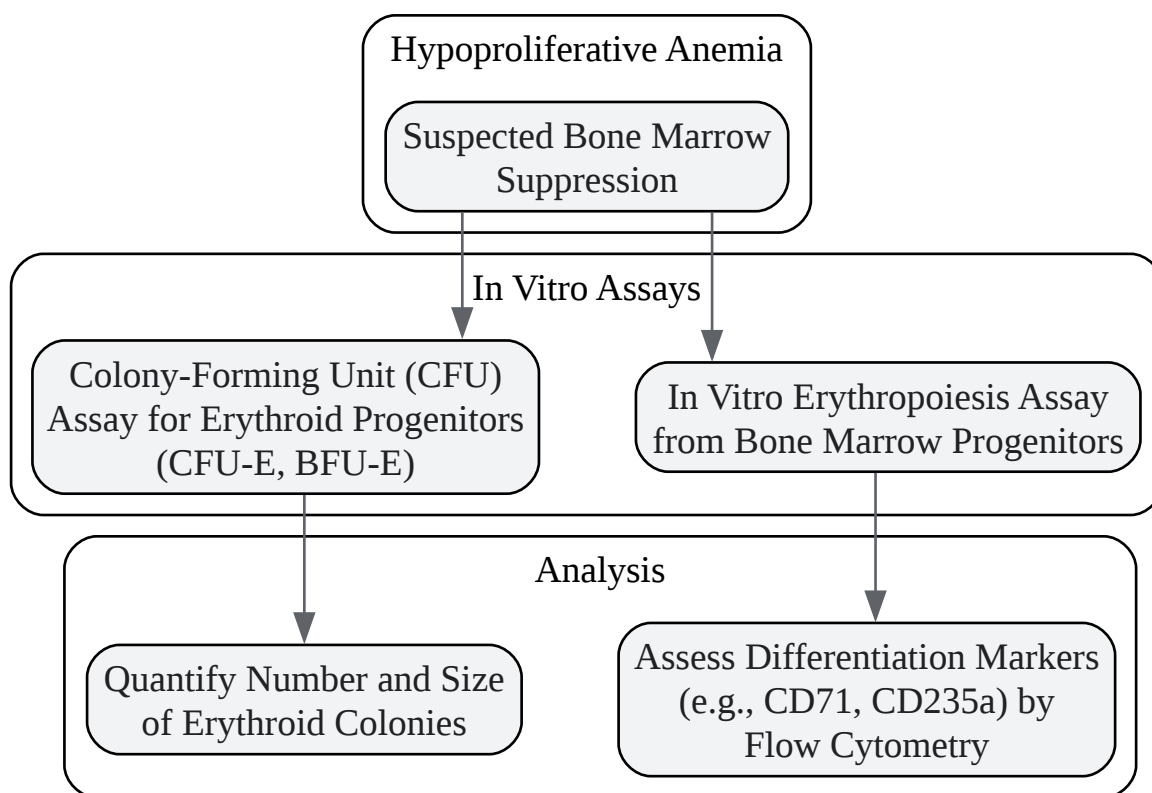 Hypoproliferative Anemia
Suspected Bone Marrow
Suppression
In Vitro Assays
Colony-Forming Unit (CFU)
Assay for Erythroid Progenitors
(CFU-E, BFU-E)
In Vitro Erythropoiesis Assay
from Bone Marrow Progenitors
Analysis
Quantify Number and Size
of Erythroid Colonies
Assess Differentiation Markers
(e.g., CD71, CD235a) by
Flow Cytometry